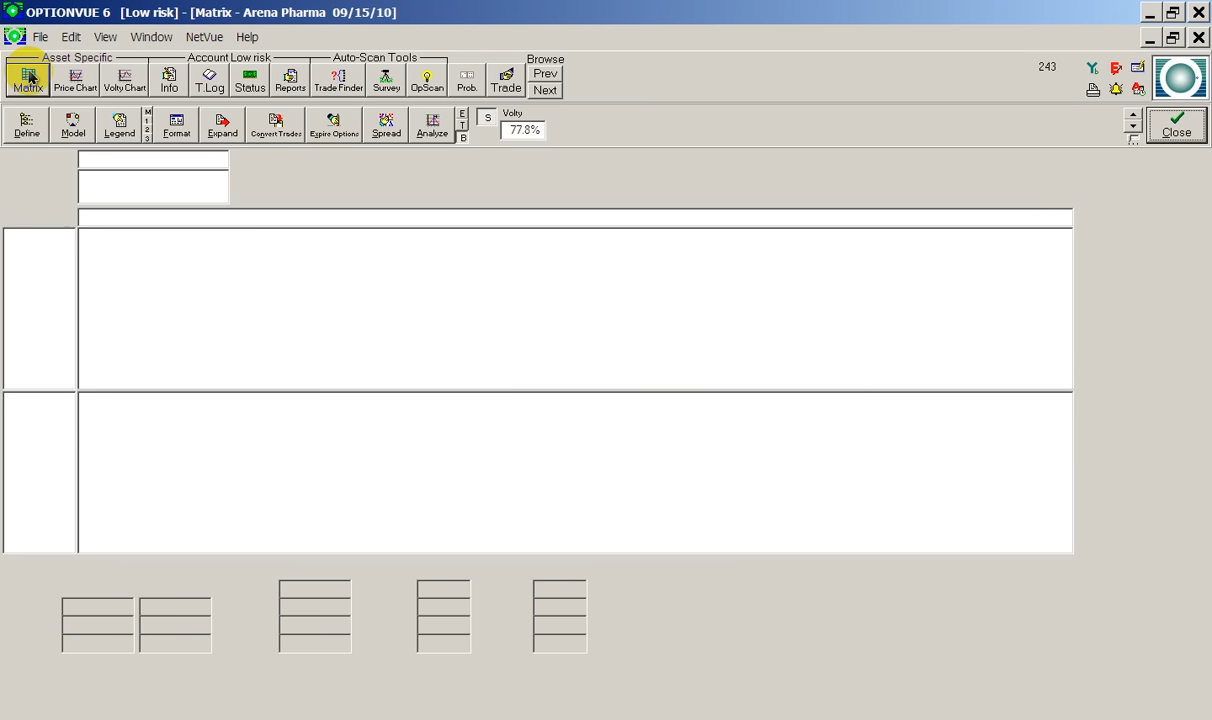 OPTIONVUE 6 [Low risk] - [Matrix - Arena Pharma 09/15/10]
File Edit View Window NetVue Help
Asset Specific Account Low risk Auto-Scan Tools Browse
Matrix Price Chart Volty Chart Info T.Log Status Reports Trade Finder Survey OpScan Prob. Trade Prev 243
Next
Define Model Legend M 1 2 3 Format Expand Convert Trades Expire Options Spread Analyze E T B S Volty Close
77.8%